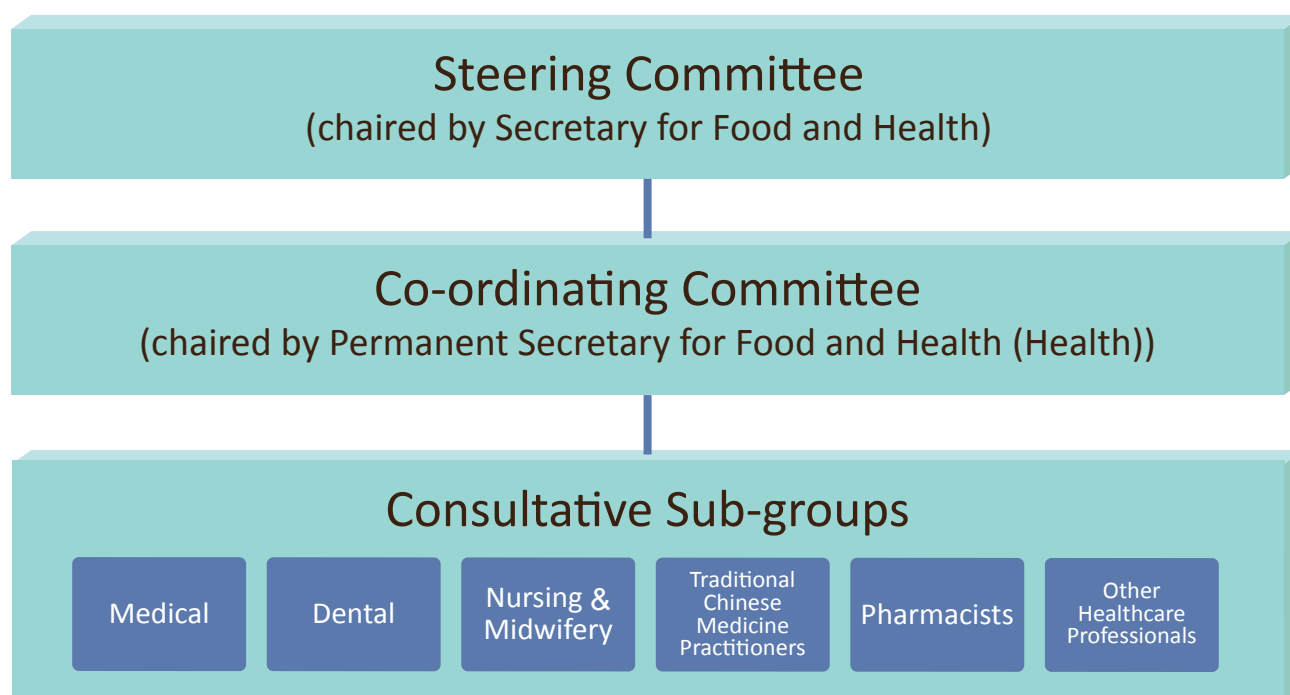 Steering Committee
(chaired by Secretary for Food and Health)
Co-ordinating Committee
(chaired by Permanent Secretary for Food and Health (Health))
Consultative Sub-groups
Medical
Dental
Nursing &
Midwifery
Traditional
Chinese
Medicine
Practitioners
Pharmacists
Other
Healthcare
Professionals